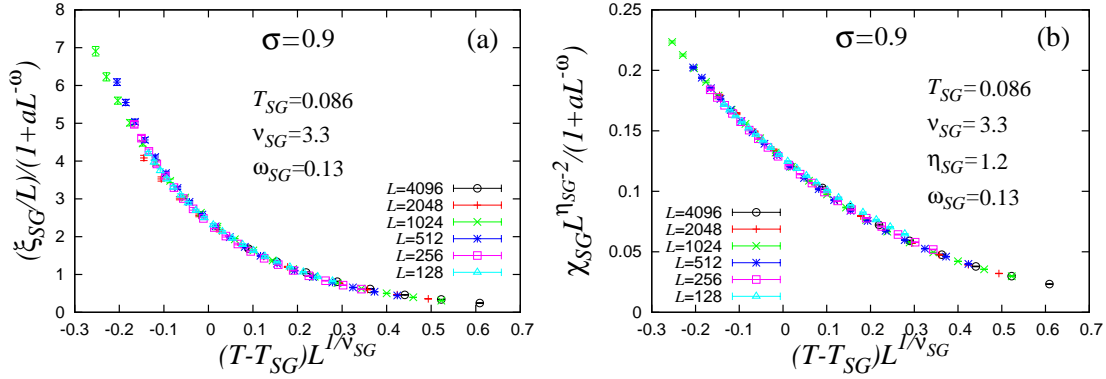 σ=0.9
(a)
(ξ_SG/L)/(1+aL^-ω)
T_SG=0.086
ν_SG=3.3
ω_SG=0.13
L=4096
L=2048
L=1024
L=512
L=256
L=128
8
7
6
5
4
3
2
1
0
-0.3 -0.2 -0.1 0 0.1 0.2 0.3 0.4 0.5 0.6 0.7
(T-T_SG)L^1/ν_SG
σ=0.9
(b)
χ_SG L^η_SG-2/(1+aL^-ω)
T_SG=0.086
ν_SG=3.3
η_SG=1.2
ω_SG=0.13
L=4096
L=2048
L=1024
L=512
L=256
L=128
0.25
0.2
0.15
0.1
0.05
0
-0.3 -0.2 -0.1 0 0.1 0.2 0.3 0.4 0.5 0.6 0.7
(T-T_SG)L^1/ν_SG